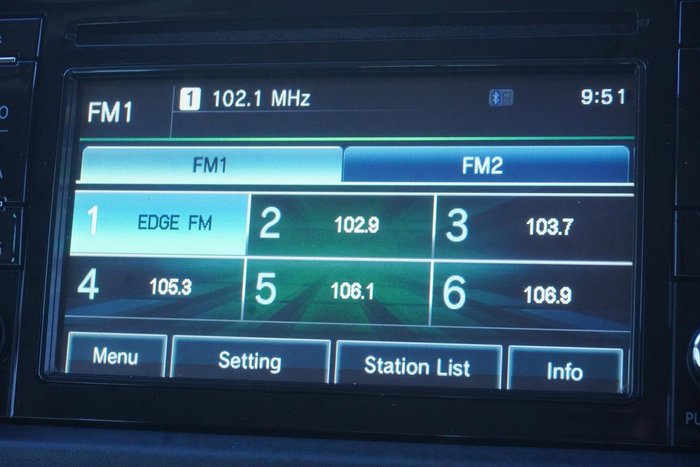 FM1 1 102.1 MHz 9:51
FM1 FM2
1 EDGE FM 2 102.9 3 103.7
4 105.3 5 106.1 6 106.9
Menu Setting Station List Info